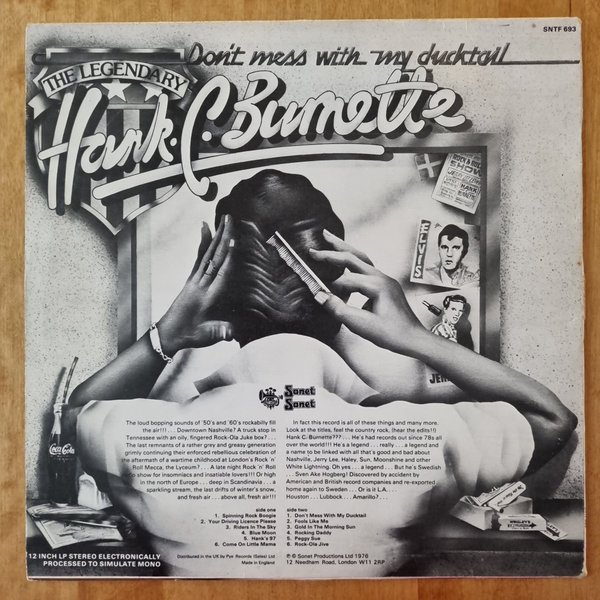 SNTF 693
Don't mess with my ducktail
THE LEGENDARY
Hank. C. Burnette
ROCK & ROLL
SHOW
ELVIS
JER
Coca-Cola
Sonet
Sonet
The loud bopping sounds of '50's and '60's rockabilly fill
the air!!! . . . Downtown Nashville? A truck stop in
Tennessee with an oily, fingered Rock-Ola Juke box? . . .
The last remnants of a rather grey and greasy generation
grimly continuing their enforced rebellious celebration of
the aftermath of a wartime childhood at London's Rock 'n'
Roll Mecca, the Lyceum? . . . A late night Rock 'n' Roll
radio show for insomniacs and insatiable lovers!!! Or high
in the north of Europe . . . deep in Scandinavia . . . a
sparkling stream, the last drifts of winter's snow,
and fresh air . . . above all, fresh air!!!
In fact this record is all of these things and many more.
Look at the titles, feel the country rock, (hear the edits!!)
Hank C. Burnette??? . . . He's had records out since 78s all
over the world!!! He's a legend . . . really . . . a legend and
a name to be linked with all that's good and bad about
Nashville, Jerry Lee, Haley, Sun, Moonshine and other
White Lightning. Oh yes . . . a legend . . . But he's Swedish
. . . Sven Ake Hogberg! Discovered by accident by
American and British record companies and re-exported
home again to Sweden . . . Or is it L.A. . . .
Houston . . . Lubbock . . . Amarillo? . . .
side one
1. Spinning Rock Boogie
2. Your Driving Licence Please
3. Riders In The Sky
4. Blue Moon
5. Hank's 97
6. Come On Little Mama
side two
1. Don't Mess With My Ducktail
2. Fools Like Me
3. Gold In The Morning Sun
4. Rocking Daddy
5. Peggy Sue
6. Rock-Ola Jive
WRIGLEY'S
12 INCH LP STEREO ELECTRONICALLY
PROCESSED TO SIMULATE MONO
Distributed in the UK by Pye Records (Sales) Ltd
Made in England
℗ © Sonet Productions Ltd 1976
12 Needham Road, London W11 2RP